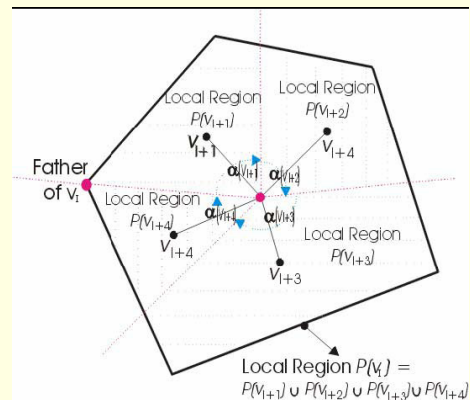 Local Region
P(v_{l+1})
v_{l+1}
Local Region
P(v_{l+2})
v_{l+4}
Father
of v_l
α(v_{l+1})
α(v_{l+2})
Local Region
P(v_{l+4})
α(v_{l+4})
α(v_{l+3})
v_{l+4}
Local Region
P(v_{l+3})
v_{l+3}
Local Region P(v_l) =
P(v_{l+1}) ∪ P(v_{l+2}) ∪ P(v_{l+3}) ∪ P(v_{l+4})